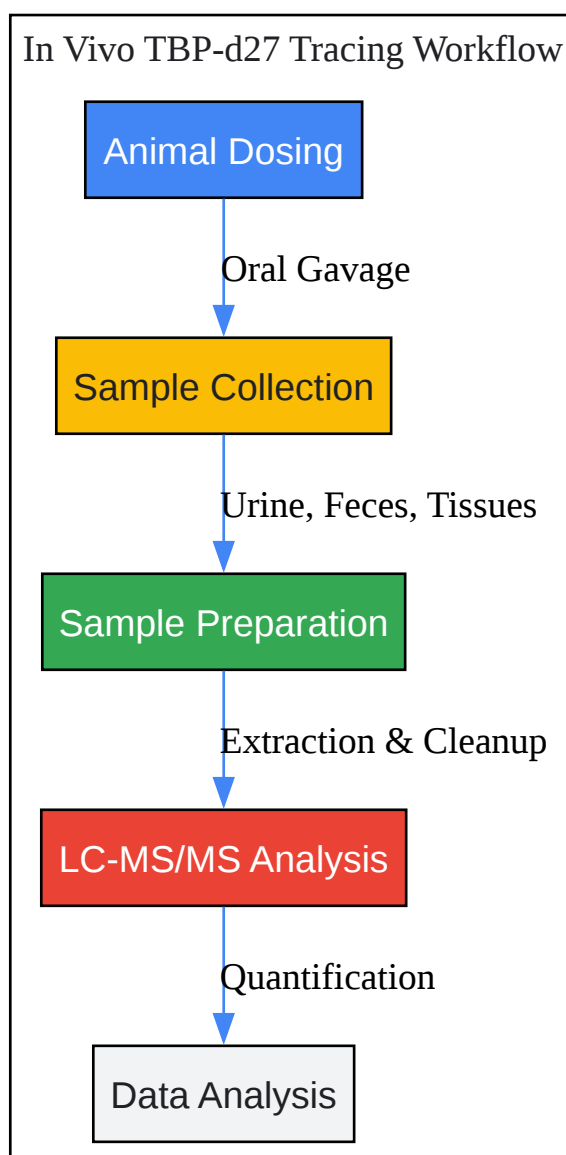 In Vivo TBP-d27 Tracing Workflow
Animal Dosing
Oral Gavage
Sample Collection
Urine, Feces, Tissues
Sample Preparation
Extraction & Cleanup
LC-MS/MS Analysis
Quantification
Data Analysis